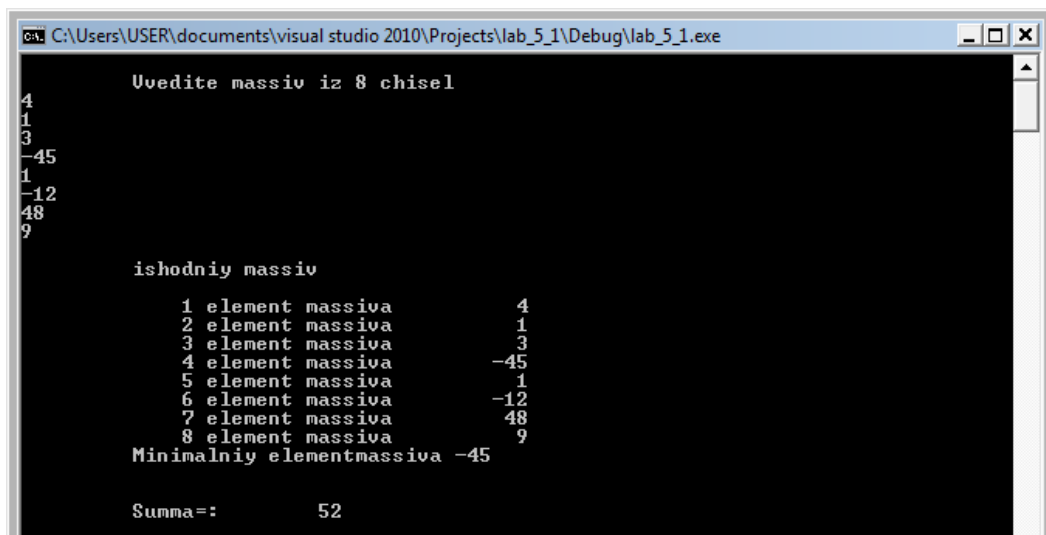 C:\Users\USER\documents\visual studio 2010\Projects\lab_5_1\Debug\lab_5_1.exe
Vvedite massiv iz 8 chisel
4
1
3
-45
1
-12
48
9
ishodniy massiv
1 element massiva 4
2 element massiva 1
3 element massiva 3
4 element massiva -45
5 element massiva 1
6 element massiva -12
7 element massiva 48
8 element massiva 9
Minimalniy elementmassiva -45
Summa=: 52